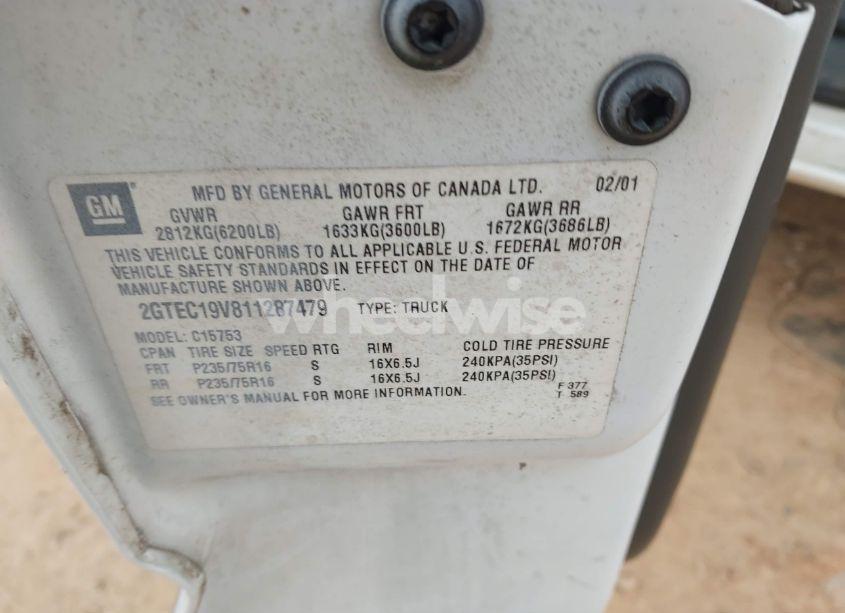 GM
MFD BY GENERAL MOTORS OF CANADA LTD. 02/01
GVWR GAWR FRT GAWR RR
2812KG(6200LB) 1633KG(3600LB) 1672KG(3686LB)
THIS VEHICLE CONFORMS TO ALL APPLICABLE U.S. FEDERAL MOTOR
VEHICLE SAFETY STANDARDS IN EFFECT ON THE DATE OF
MANUFACTURE SHOWN ABOVE.
2GTEC19V811287479 TYPE: TRUCK
wheelwise
MODEL: C15753
CPAN TIRE SIZE SPEED RTG RIM COLD TIRE PRESSURE
FRT P235/75R16 S 16X6.5J 240KPA(35PSI)
RR P235/75R16 S 16X6.5J 240KPA(35PSI)
SEE OWNER'S MANUAL FOR MORE INFORMATION.
F 377
T 589